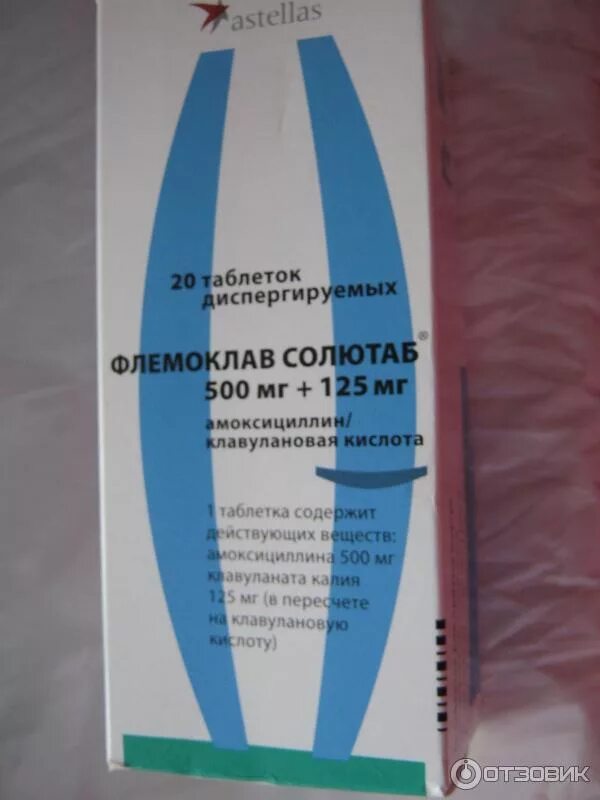 astellas
20 таблеток
диспергируемых
ФЛЕМОКЛАВ СОЛЮТАБ®
500 мг + 125 мг
амоксициллин/
клавулановая кислота
1 таблетка содержит
действующих веществ:
амоксициллина 500 мг
клавуланата калия
125 мг (в пересчете
на клавулановую
кислоту)
ОТЗОВИК